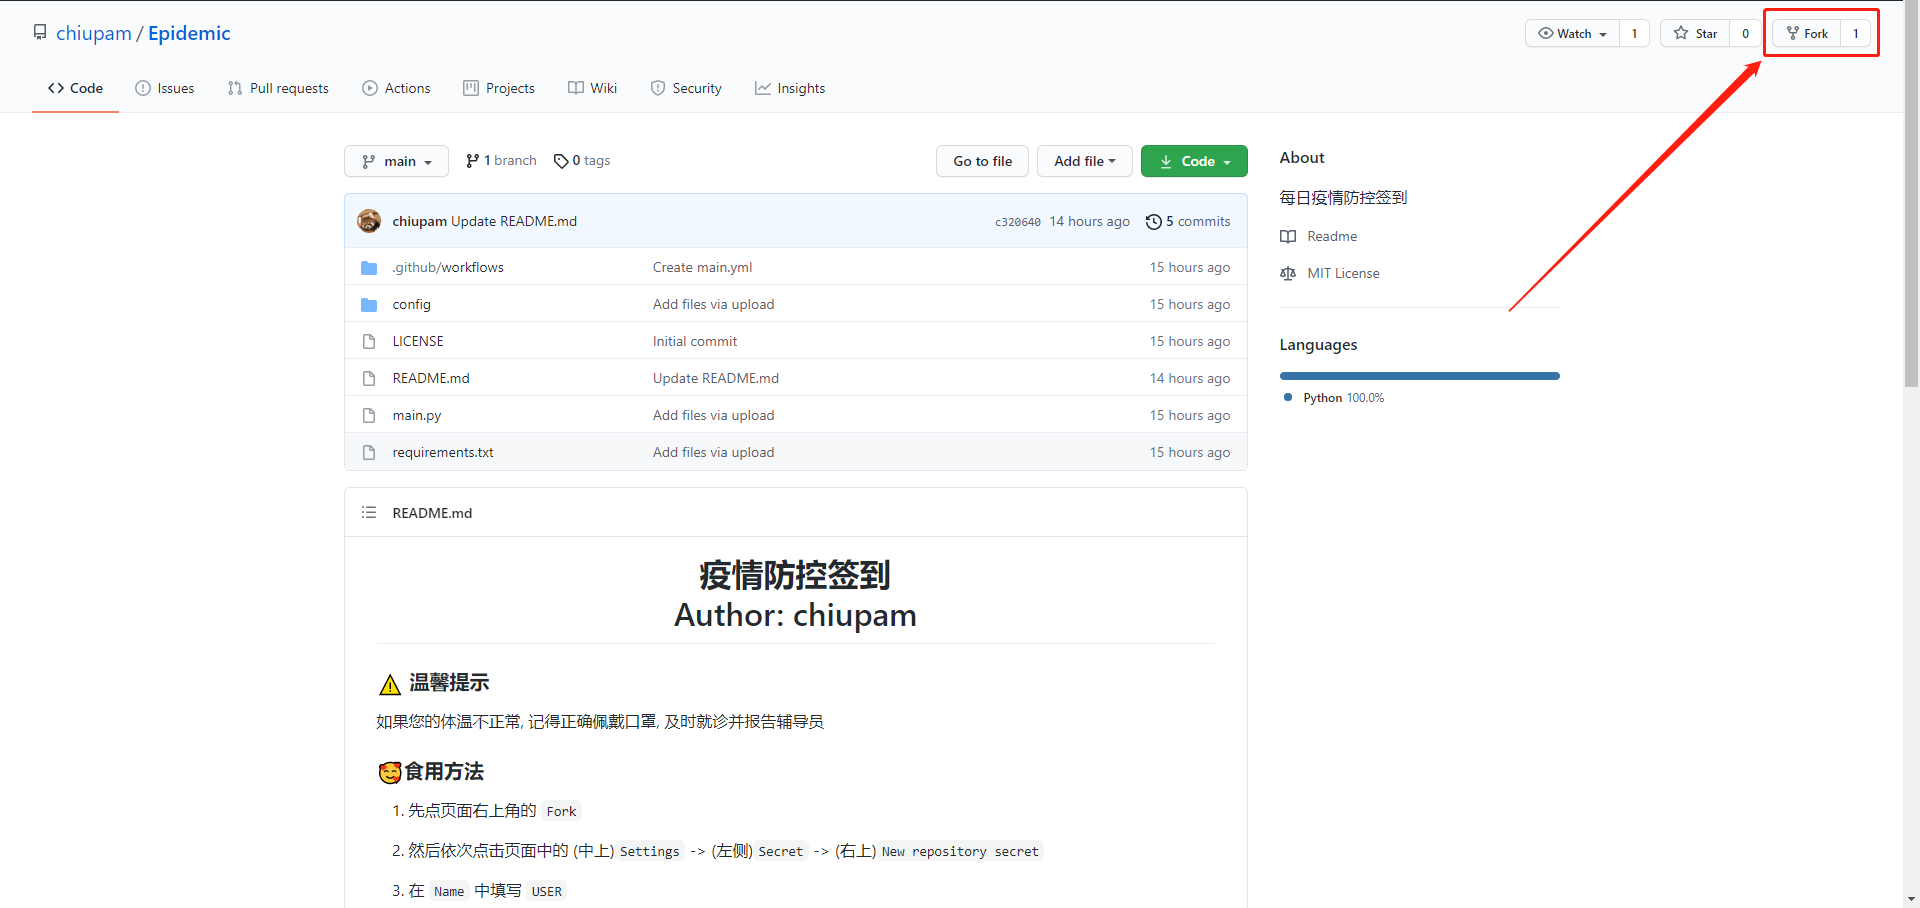 chiupam / Epidemic
Watch 1 Star 0 Fork 1
Code Issues Pull requests Actions Projects Wiki Security Insights
main 1 branch 0 tags Go to file Add file Code
chiupam Update README.md c320640 14 hours ago 5 commits
.github/workflows Create main.yml 15 hours ago
config Add files via upload 15 hours ago
LICENSE Initial commit 15 hours ago
README.md Update README.md 14 hours ago
main.py Add files via upload 15 hours ago
requirements.txt Add files via upload 15 hours ago
About
每日疫情防控签到
Readme
MIT License
Languages
Python 100.0%
README.md
疫情防控签到
Author: chiupam
温馨提示
如果您的体温不正常, 记得正确佩戴口罩, 及时就诊并报告辅导员
食用方法
1. 先点页面右上角的 Fork
2. 然后依次点击页面中的 (中上) Settings -> (左侧) Secret -> (右上) New repository secret
3. 在 Name 中填写 USER